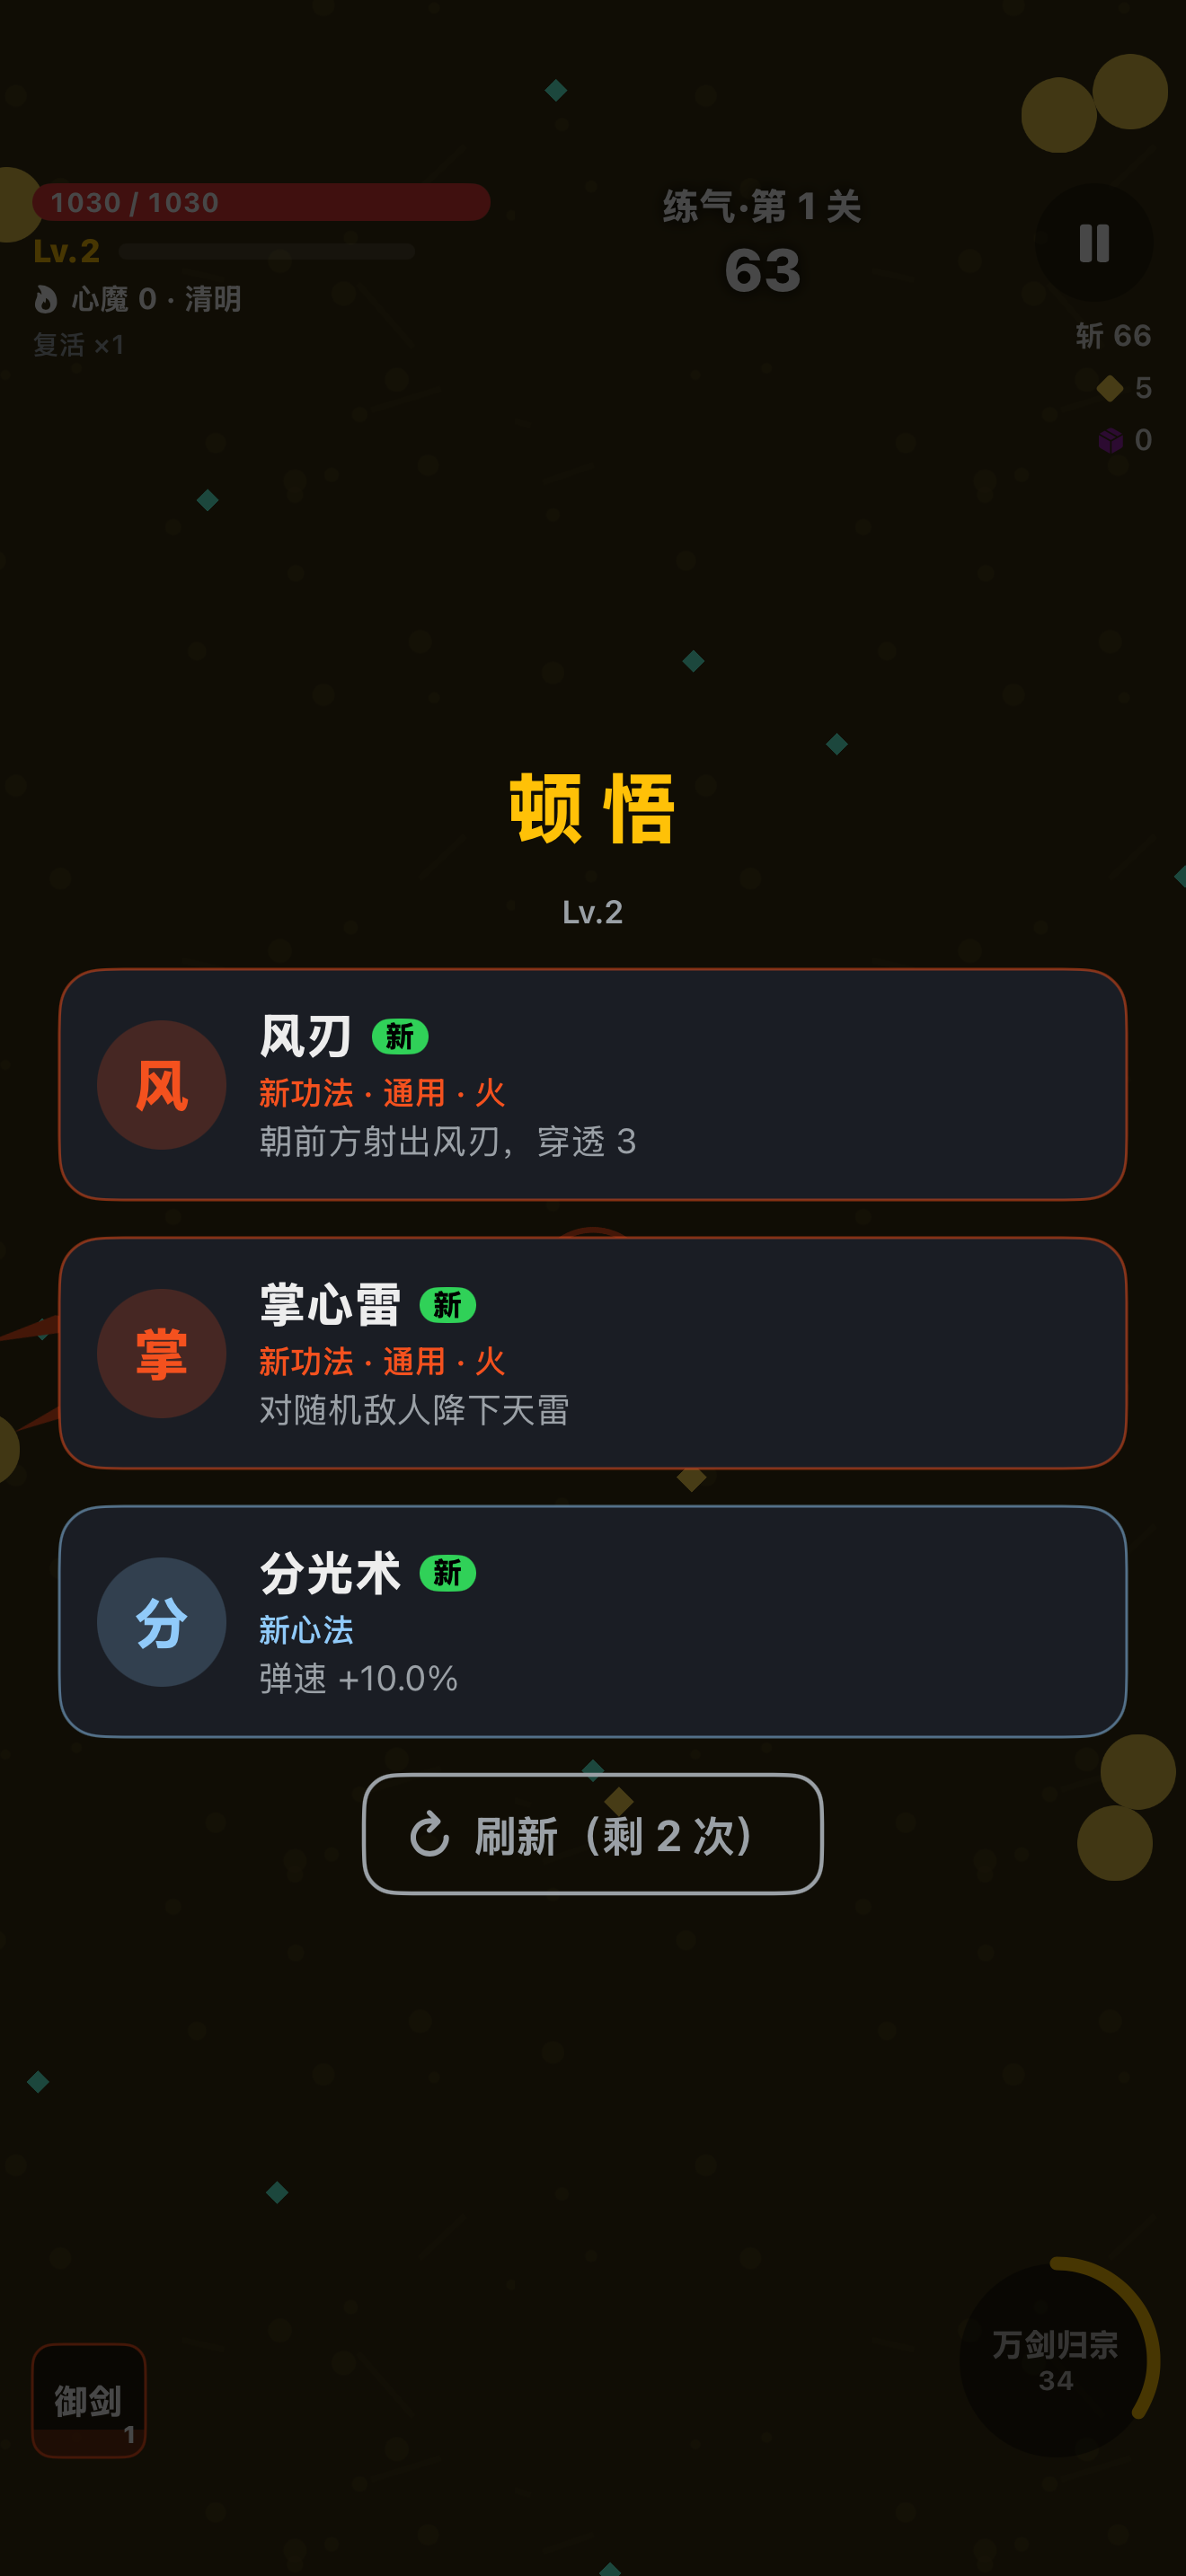 1030 / 1030
Lv.2
心魔 0 · 清明
复活 ×1
练气·第 1 关
63
斩 66
5
0
顿 悟
Lv.2
风
风刃 新
新功法 · 通用 · 火
朝前方射出风刃，穿透 3
掌
掌心雷 新
新功法 · 通用 · 火
对随机敌人降下天雷
分
分光术 新
新心法
弹速 +10.0%
刷新（剩 2 次）
御剑
1
万剑归宗
34